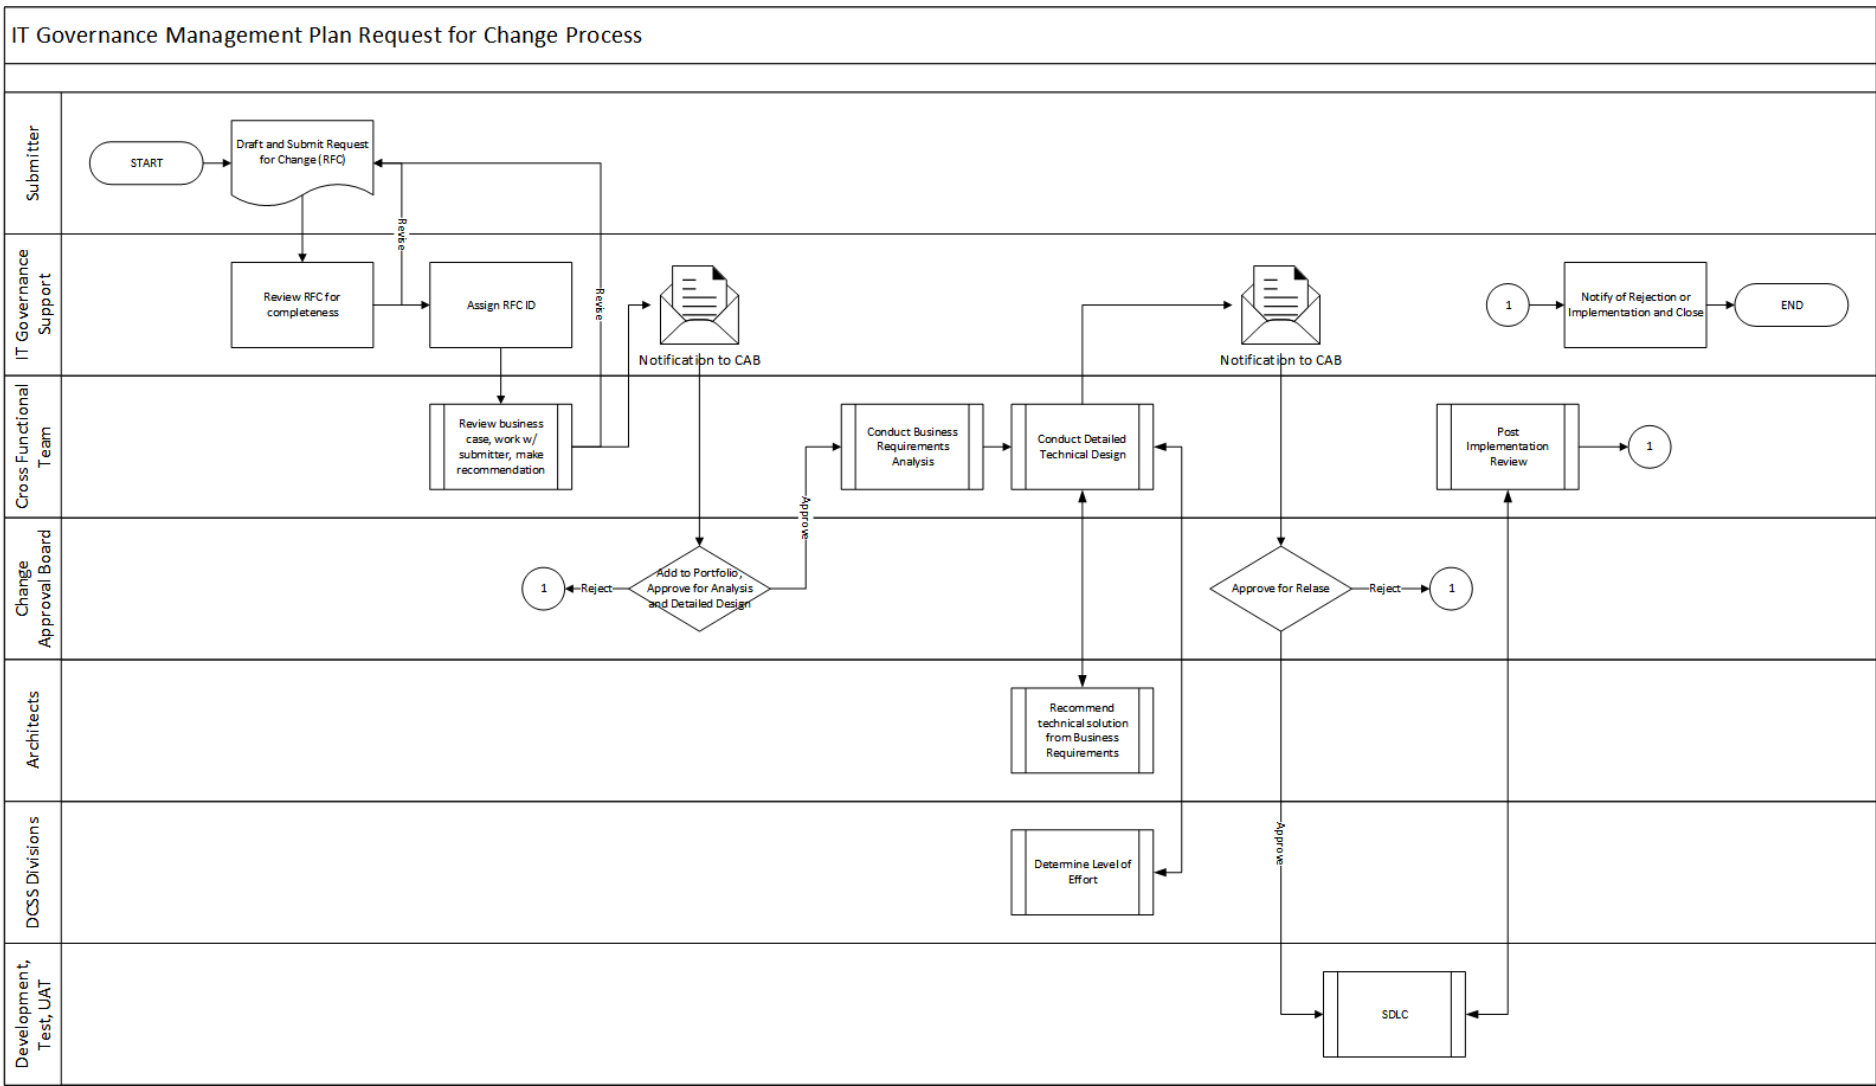 IT Governance Management Plan Request for Change Process
Submitter
START
Draft and Submit Request
for Change (RFC)
Revise
IT Governance
Support
Review RFC for
completeness
Assign RFC ID
Revise
Notification to CAB
Notification to CAB
1
Notify of Rejection or
Implementation and Close
END
Cross Functional
Team
Review business
case, work w/
submitter, make
recommendation
Conduct Business
Requirements
Analysis
Conduct Detailed
Technical Design
Post
Implementation
Review
1
Approve
Change
Approval Board
1
Reject
Add to Portfolio,
Approve for Analysis
and Detailed Design
Approve for Relase
Reject
1
Architects
Recommend
technical solution
from Business
Requirements
DCSS Divisions
Determine Level of
Effort
Approve
Development,
Test, UAT
SDLC